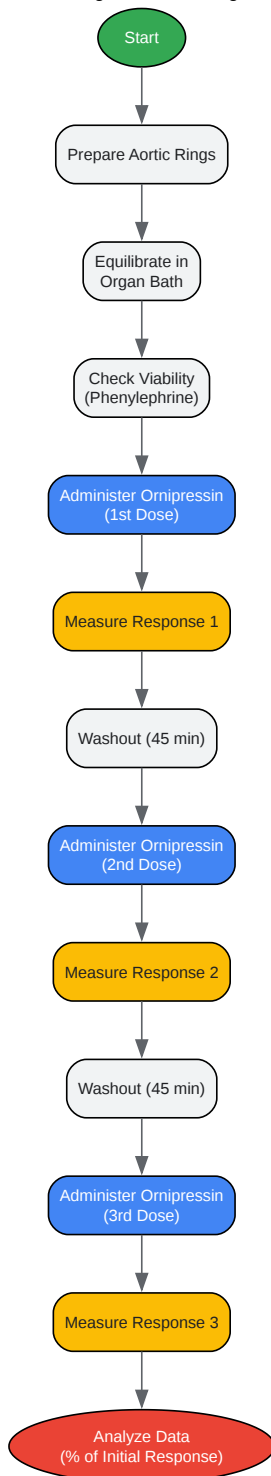 Start
Prepare Aortic Rings
Equilibrate in
Organ Bath
Check Viability
(Phenylephrine)
Administer Ornipressin
(1st Dose)
Measure Response 1
Washout (45 min)
Administer Ornipressin
(2nd Dose)
Measure Response 2
Washout (45 min)
Administer Ornipressin
(3rd Dose)
Measure Response 3
Analyze Data
(% of Initial Response)